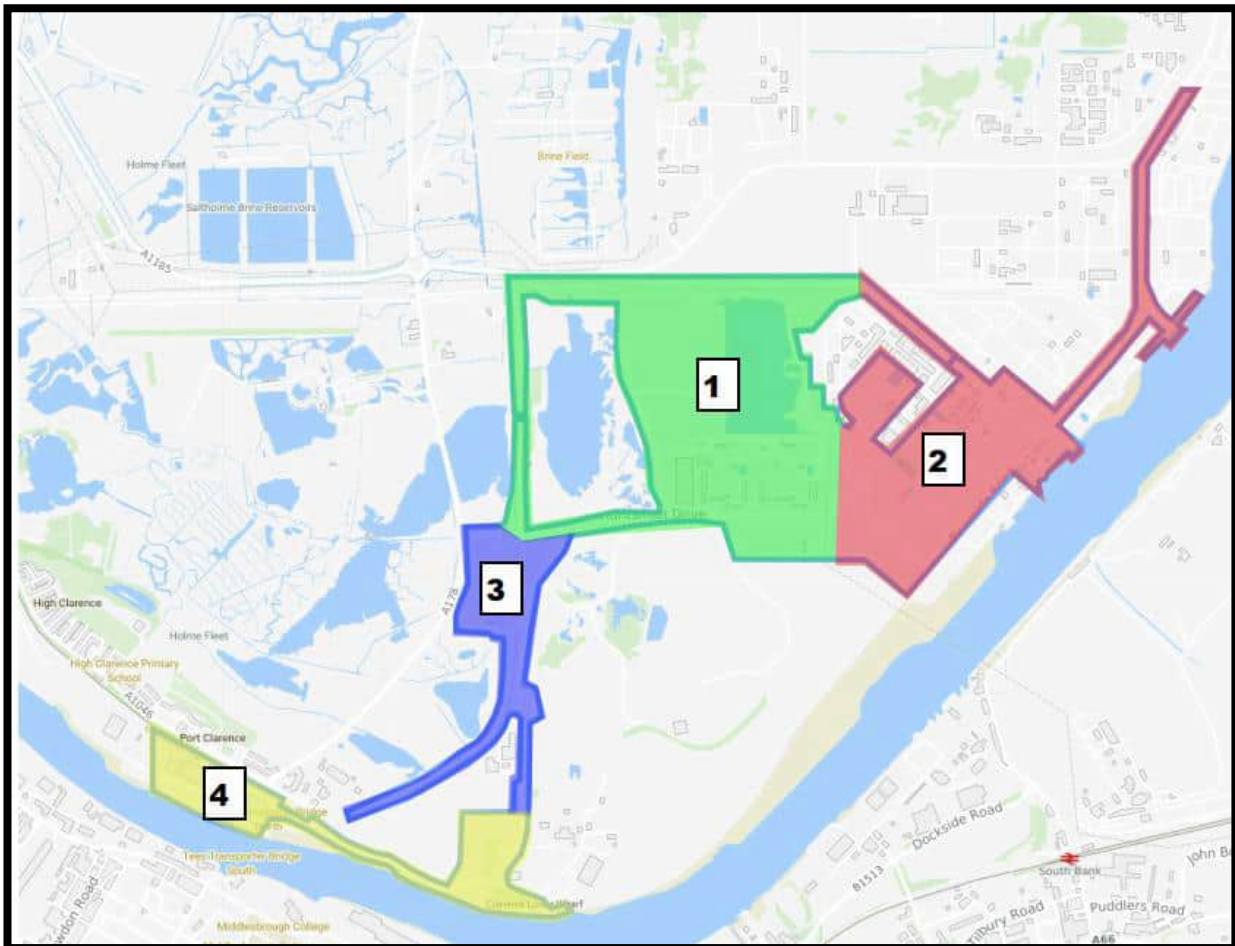 Holme Fleet
Brine Field
Saltholme Brine Reservoirs
A1185
1
2
3
A178
High Clarence
Holme Fleet
High Clarence Primary
School
A1046
Port Clarence
4
Tees Transporter Bridge
South
Middlesbrough College
Dockside Road
B1513
South Bank
John
Puddlers Road
A66